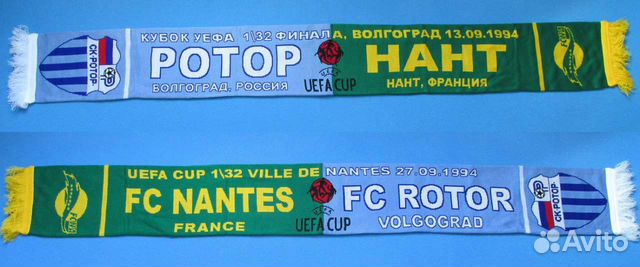 КУБОК УЕФА 1\32 ФИНАЛА, ВОЛГОГРАД 13.09.1994
СК-РОТОР
РОТОР
НАНТ
ВОЛГОГРАД, РОССИЯ
UEFA CUP
НАНТ, ФРАНЦИЯ
UEFA CUP 1\32 VILLE DE NANTES 27.09.1994
FC NANTES
FC ROTOR
FRANCE
UEFA CUP
VOLGOGRAD
СК-РОТОР
Avito